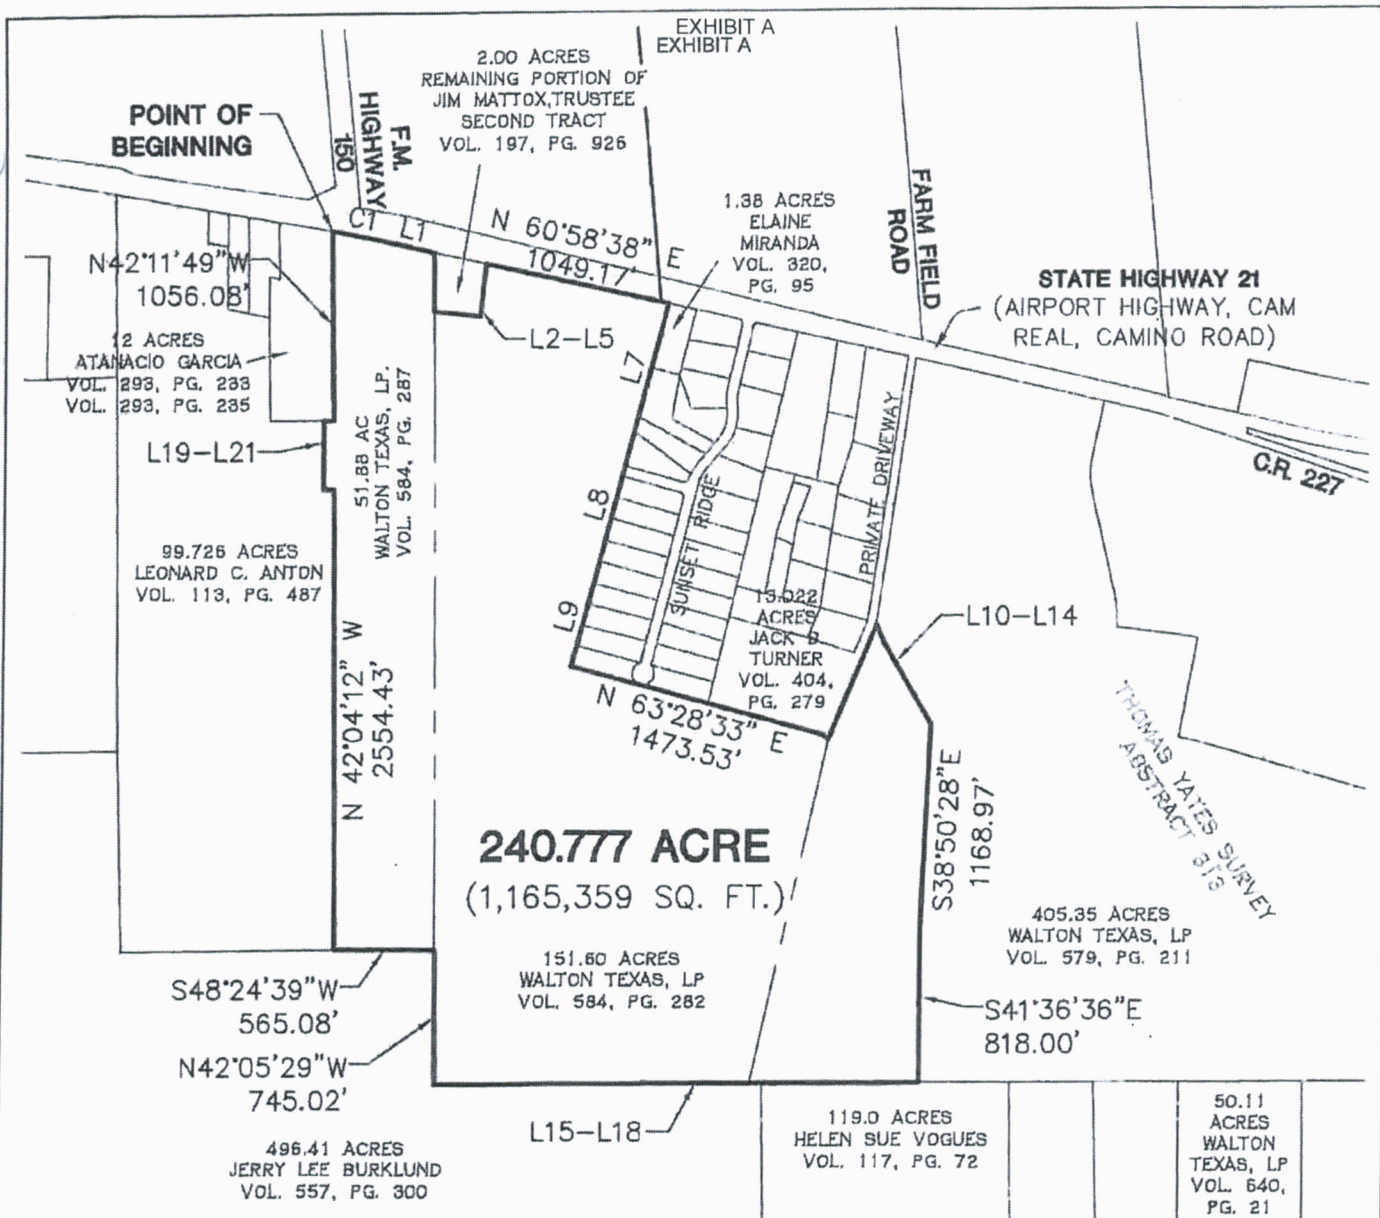 EXHIBIT A
EXHIBIT A
2.00 ACRES
REMAINING PORTION OF
JIM MATTOX,TRUSTEE
SECOND TRACT
VOL. 197, PG. 926
POINT OF
BEGINNING
F.M.
HIGHWAY
150
C1 L1
N 60°58'38" E
1049.17'
1.38 ACRES
ELAINE
MIRANDA
VOL. 320,
PG. 95
FARM FIELD
ROAD
STATE HIGHWAY 21
(AIRPORT HIGHWAY, CAM
REAL, CAMINO ROAD)
N42°11'49"W
1056.08'
12 ACRES
ATANACIO GARCIA
VOL. 293, PG. 233
VOL. 293, PG. 235
L2-L5
L7
L19-L21
51.88 AC
WALTON TEXAS, LP.
VOL. 584, PG. 287
C.R. 227
PRIVATE DRIVEWAY
L8
SUNSET RIDGE
99.726 ACRES
LEONARD C. ANTON
VOL. 113, PG. 487
L9
13.022
ACRES
JACK B
TURNER
VOL. 404,
PG. 279
L10-L14
N 42°04'12" W
2554.43'
N 63°28'33" E
1473.53'
THOMAS YATES SURVEY
ABSTRACT 313
S38°50'28"E
1168.97'
240.777 ACRE
(1,165,359 SQ. FT.)
405.35 ACRES
WALTON TEXAS, LP
VOL. 579, PG. 211
151.60 ACRES
WALTON TEXAS, LP
VOL. 584, PG. 282
S48°24'39"W
565.08'
S41°36'36"E
818.00'
N42°05'29"W
745.02'
L15-L18
496.41 ACRES
JERRY LEE BURKLUND
VOL. 557, PG. 300
119.0 ACRES
HELEN SUE VOGUES
VOL. 117, PG. 72
50.11
ACRES
WALTON
TEXAS, LP
VOL. 640,
PG. 21